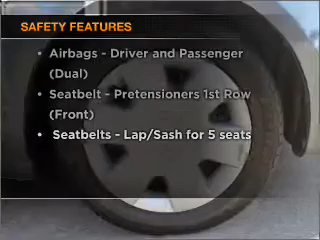 SAFETY FEATURES
• Airbags - Driver and Passenger
(Dual)
• Seatbelt - Pretensioners 1st Row
(Front)
• Seatbelts - Lap/Sash for 5 seats